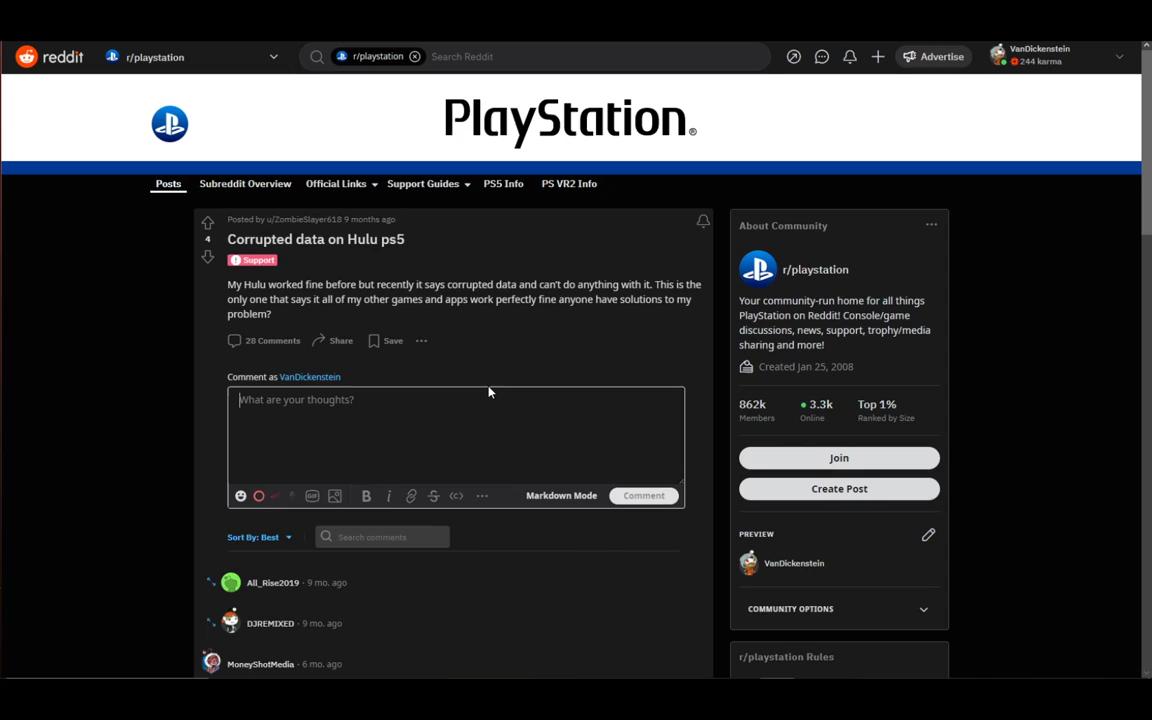 reddit r/playstation r/playstation Search Reddit Advertise VanDickenstein
244 karma
PlayStation®
Posts Subreddit Overview Official Links Support Guides PS5 Info PS VR2 Info
Posted by u/ZombieSlayer618 9 months ago
4
Corrupted data on Hulu ps5
Support
My Hulu worked fine before but recently it says corrupted data and can't do anything with it. This is the
only one that says it all of my other games and apps work perfectly fine anyone have solutions to my
problem?
28 Comments Share Save
Comment as VanDickenstein
What are your thoughts?
GIF B i Markdown Mode Comment
Sort By: Best Search comments
All_Rise2019 · 9 mo. ago
DJREMIXED · 9 mo. ago
MoneyShotMedia · 6 mo. ago
About Community
r/playstation
Your community-run home for all things
PlayStation on Reddit! Console/game
discussions, news, support, trophy/media
sharing and more!
Created Jan 25, 2008
862k 3.3k Top 1%
Members Online Ranked by Size
Join
Create Post
PREVIEW
VanDickenstein
COMMUNITY OPTIONS
r/playstation Rules